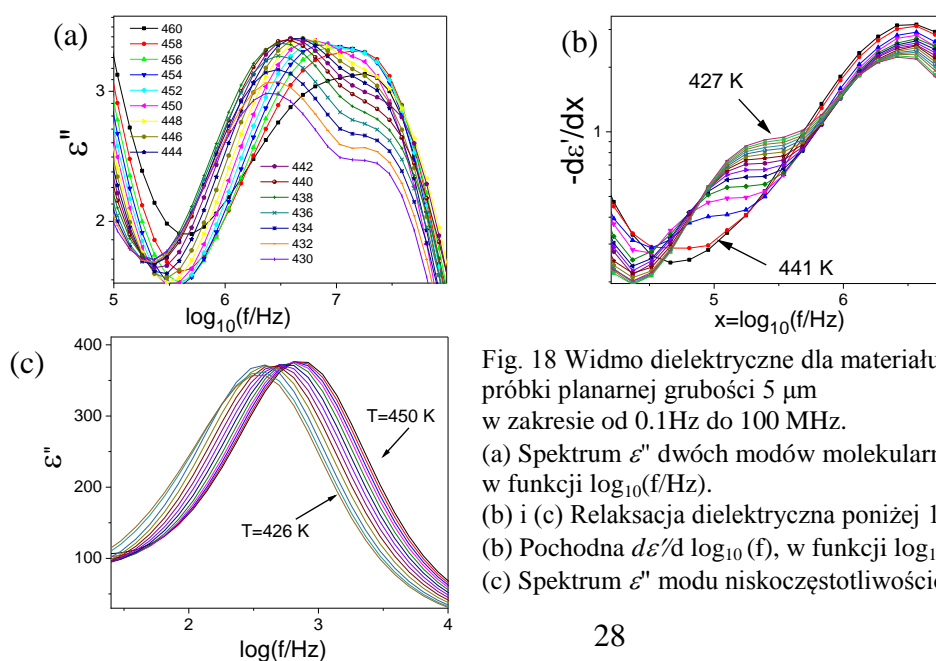 (a)
460
458
456
454
452
450
448
446
444
442
440
438
436
434
432
430
3
2
ε''
5 6 7
log₁₀(f/Hz)
(b)
427 K
441 K
1
-dε'/dx
5 6
x=log₁₀(f/Hz)
(c)
400
300
200
100
ε''
T=450 K
T=426 K
2 3 4
log(f/Hz)
Fig. 18 Widmo dielektryczne dla materiału
próbki planarnej grubości 5 μm
w zakresie od 0.1Hz do 100 MHz.
(a) Spektrum ε'' dwóch modów molekularn
w funkcji log₁₀(f/Hz).
(b) i (c) Relaksacja dielektryczna poniżej 1
(b) Pochodna dε'/d log₁₀ (f), w funkcji log₁
(c) Spektrum ε'' modu niskoczęstotliwości
28